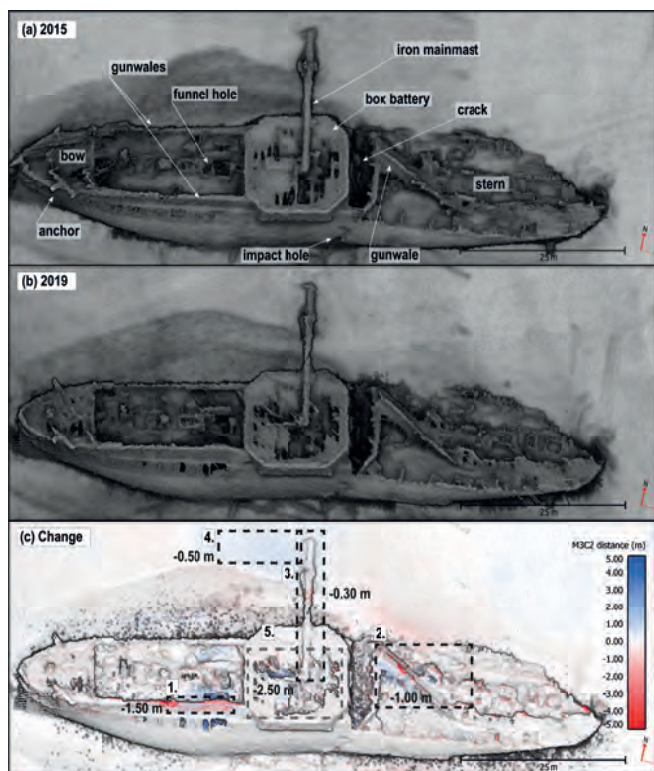 (a) 2015
iron mainmast
gunwales
funnel hole
box battery
crack
bow
stern
anchor
impact hole
gunwale
N
25 m
(b) 2019
N
25 m
(c) Change
4.
-0.50 m
3.
-0.30 m
5.
2.
1.
-2.50 m
-1.00 m
-1.50 m
M3C2 distance (m)
5.00
4.00
3.00
2.00
1.00
0.00
-1.00
-2.00
-3.00
-4.00
-5.00
N
25 m